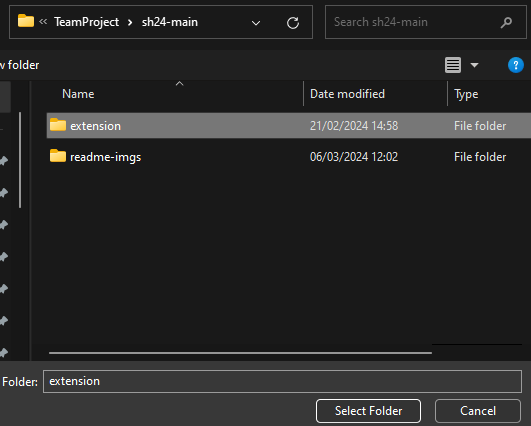 TeamProject > sh24-main
Search sh24-main
w folder
Name Date modified Type
extension 21/02/2024 14:58 File folder
readme-imgs 06/03/2024 12:02 File folder
Folder: extension
Select Folder Cancel